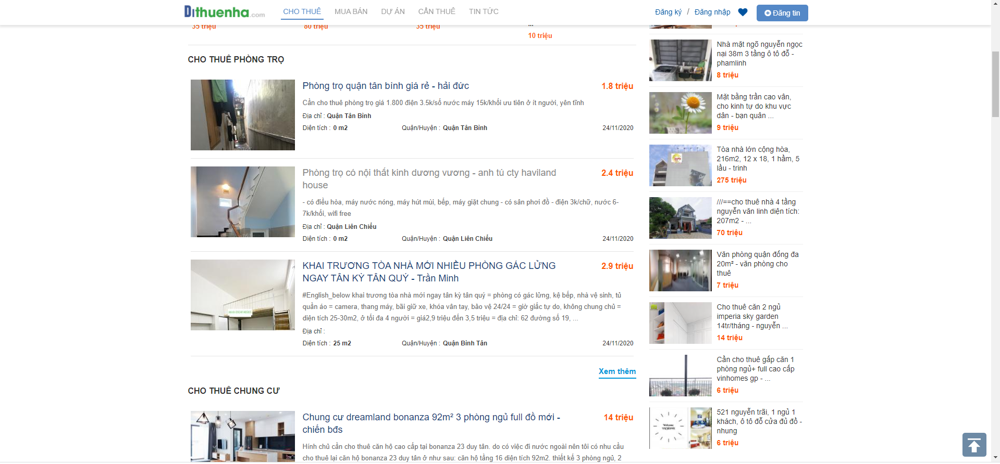 Dithuenha.com
CHO THUÊ
MUA BÁN
DỰ ÁN
CẦN THUÊ
TIN TỨC
Đăng ký / Đăng nhập
Đăng tin
35 triệu
80 triệu
35 triệu
...
10 triệu
CHO THUÊ PHÒNG TRỌ
Phòng trọ quận tân bình giá rẻ - hải đức
1.8 triệu
Cần cho thuê phòng trọ giá 1.800 điện 3.5k/số nước máy 15k/khối ưu tiên ở ít người, yên tĩnh
Địa chỉ : Quận Tân Bình
Diện tích : 0 m2
Quận/Huyện : Quận Tân Bình
24/11/2020
Phòng trọ có nội thất kinh dương vương - anh tú cty haviland
house
2.4 triệu
- có điều hòa, máy nước nóng, máy hút mùi, bếp, máy giặt chung - có sân phơi đồ - điện 3k/chữ, nước 6-
7k/khối, wifi free
Địa chỉ : Quận Liên Chiểu
Diện tích : 0 m2
Quận/Huyện : Quận Liên Chiểu
24/11/2020
KHAI TRƯƠNG TÒA NHÀ MỚI NHIỀU PHÒNG GÁC LỬNG
NGAY TÂN KỲ TÂN QUÝ - Trần Minh
2.9 triệu
#English_below khai trương tòa nhà mới ngay tân kỳ tân quý = phòng có gác lửng, kệ bếp, nhà vệ sinh, tủ
quần áo = camera, thang máy, bãi giữ xe, khóa vân tay, bảo vệ 24/24 = giờ giấc tự do, không chung chủ =
diện tích 25-30m2, ở tối đa 4 người = giá2,9 triệu đến 3,5 triệu = địa chỉ: 62 đường số 19, ...
Địa chỉ :
Diện tích : 25 m2
Quận/Huyện : Quận Bình Tân
24/11/2020
Xem thêm
CHO THUÊ CHUNG CƯ
Chung cư dreamland bonanza 92m² 3 phòng ngủ full đồ mới -
chiến bđs
14 triệu
Hính chủ cần cho thuê căn hộ cao cấp tại bonanza 23 duy tân. do có việc đi nước ngoài nên tôi có nhu cầu
cho thuê lại căn hộ bonanza 23 duy tân ở như sau: căn hộ tầng 16 diện tích 92m2. thiết kế 3 phòng ngủ, 2
Nhà mặt ngõ nguyễn ngọc
nại 38m 3 tầng ô tô đỗ -
phamlinh
8 triệu
Mặt bằng trần cao vân,
cho kinh tự do khu vực
dân - bạn quân ...
9 triệu
Tòa nhà lớn cộng hòa,
216m2, 12 x 18, 1 hầm, 5
lầu - trinh
275 triệu
///==cho thuê nhà 4 tầng
nguyễn văn linh diện tích:
207m2 - ...
70 triệu
Văn phòng quận đống đa
20m² - văn phòng cho
thuê
7 triệu
Cho thuê căn 2 ngủ
imperia sky garden
14tr/tháng - nguyễn ...
14 triệu
Cần cho thuê gấp căn 1
phòng ngủ+ full cao cấp
vinhomes gp - ...
6 triệu
521 nguyễn trãi, 1 ngủ 1
khách, ô tô đỗ cửa đủ đồ -
nhung
6 triệu